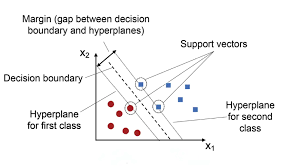 Margin (gap between decision
boundary and hyperplanes)
Support vectors
x₂
Decision boundary
Hyperplane
for first class
Hyperplane for
second class
x₁